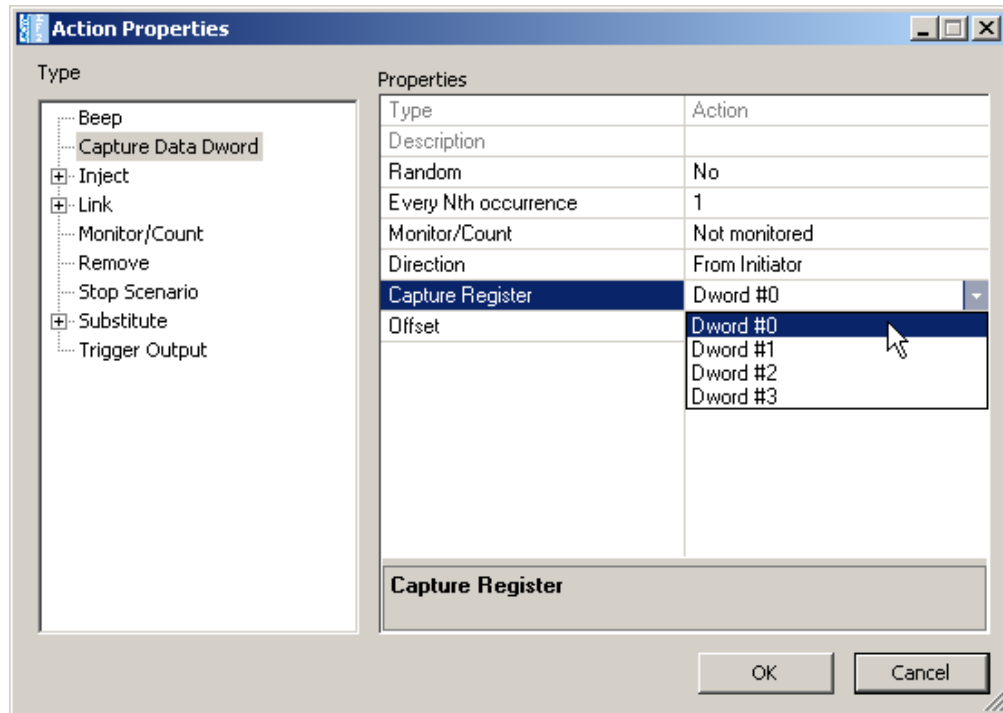 Action Properties
Type
Beep
Capture Data Dword
Inject
Link
Monitor/Count
Remove
Stop Scenario
Substitute
Trigger Output
Properties
Type Action
Description
Random No
Every Nth occurrence 1
Monitor/Count Not monitored
Direction From Initiator
Capture Register Dword #0
Offset
Dword #0
Dword #1
Dword #2
Dword #3
Capture Register
OK Cancel